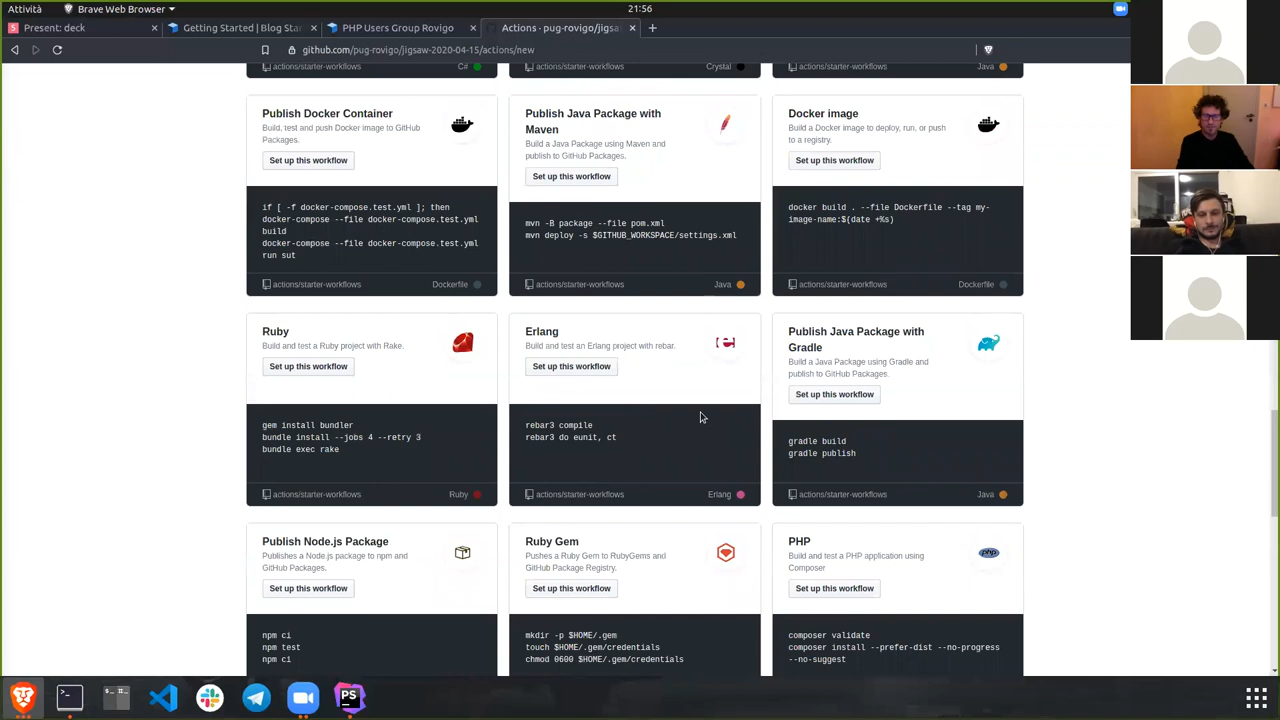 Attività
Brave Web Browser
21:56
Present: deck
Getting Started | Blog Star
PHP Users Group Rovigo
Actions · pug-rovigo/jigsa
github.com/pug-rovigo/jigsaw-2020-04-15/actions/new
actions/starter-workflows
C#
actions/starter-workflows
Crystal
actions/starter-workflows
Java
Publish Docker Container
Build, test and push Docker image to GitHub
Packages.
Set up this workflow
if [ -f docker-compose.test.yml ]; then
docker-compose --file docker-compose.test.yml
build
docker-compose --file docker-compose.test.yml
run sut
actions/starter-workflows
Dockerfile
Publish Java Package with
Maven
Build a Java Package using Maven and
publish to GitHub Packages.
Set up this workflow
mvn -B package --file pom.xml
mvn deploy -s $GITHUB_WORKSPACE/settings.xml
actions/starter-workflows
Java
Docker image
Build a Docker image to deploy, run, or push
to a registry.
Set up this workflow
docker build . --file Dockerfile --tag my-
image-name:$(date +%s)
actions/starter-workflows
Dockerfile
Ruby
Build and test a Ruby project with Rake.
Set up this workflow
gem install bundler
bundle install --jobs 4 --retry 3
bundle exec rake
actions/starter-workflows
Ruby
Erlang
Build and test an Erlang project with rebar.
Set up this workflow
rebar3 compile
rebar3 do eunit, ct
actions/starter-workflows
Erlang
Publish Java Package with
Gradle
Build a Java Package using Gradle and
publish to GitHub Packages.
Set up this workflow
gradle build
gradle publish
actions/starter-workflows
Java
Publish Node.js Package
Publishes a Node.js package to npm and
GitHub Packages.
Set up this workflow
npm ci
npm test
npm ci
Ruby Gem
Pushes a Ruby Gem to RubyGems and
GitHub Package Registry.
Set up this workflow
mkdir -p $HOME/.gem
touch $HOME/.gem/credentials
chmod 0600 $HOME/.gem/credentials
PHP
Build and test a PHP application using
Composer
php
Set up this workflow
composer validate
composer install --prefer-dist --no-progress
--no-suggest
PS